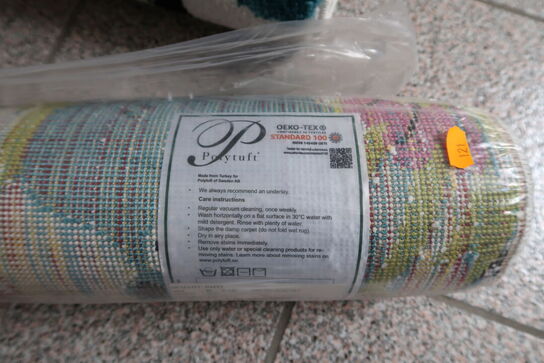 P
Polytuft®
OEKO-TEX®
STANDARD 100
Made from Turkey for
Polytuft of Sweden AB
• We always recommend an underlay.
Care instructions
• Regular vacuum cleaning, once weekly.
• Wash horizontally on a flat surface in 30°C water with
mild detergent. Rinse with plenty of water.
• Shape the damp carpet (do not fold wet rug).
• Dry in airy place.
• Remove stains immediately.
• Use only water or special cleaning products for re-
moving stains. Learn more about removing stains on
www.polytuft.se.
121